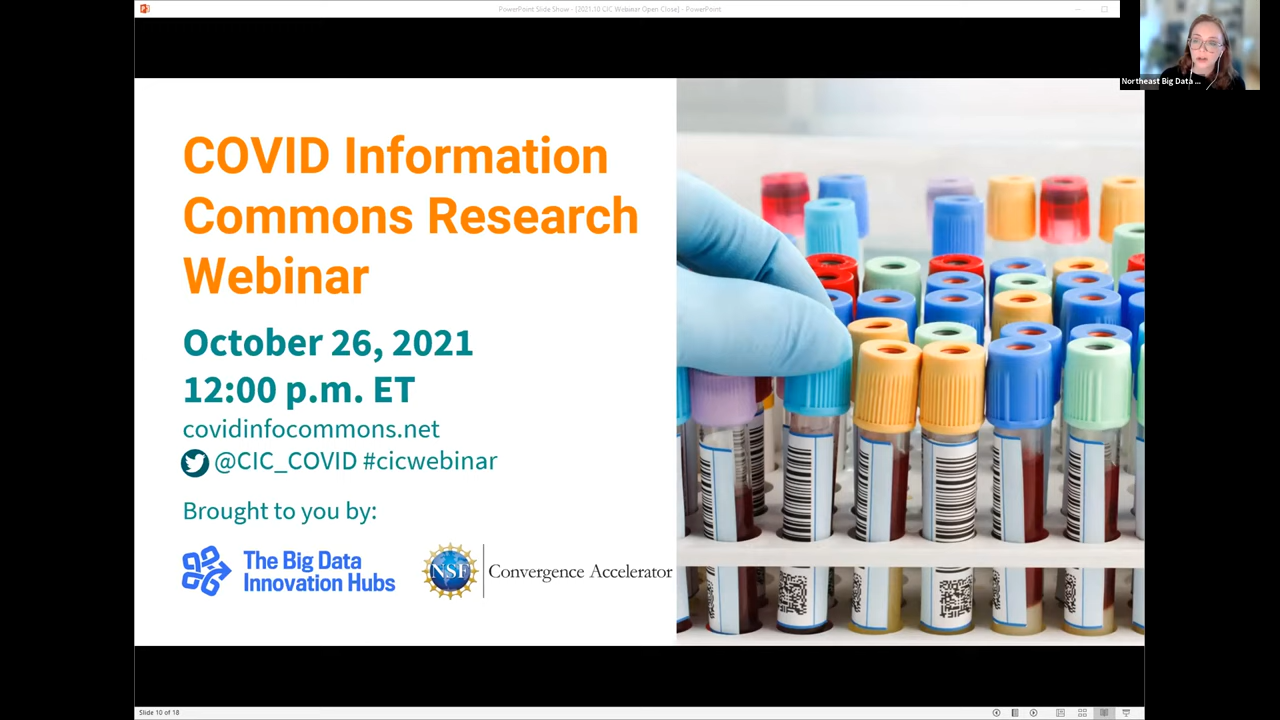 PowerPoint Slide Show - [2021.10 CIC Webinar Open Close] - PowerPoint
Northeast Big Data ...
COVID Information
Commons Research
Webinar
October 26, 2021
12:00 p.m. ET
covidinfocommons.net
@CIC_COVID #cicwebinar
Brought to you by:
The Big Data
Innovation Hubs
NSF
Convergence Accelerator
Slide 10 of 18